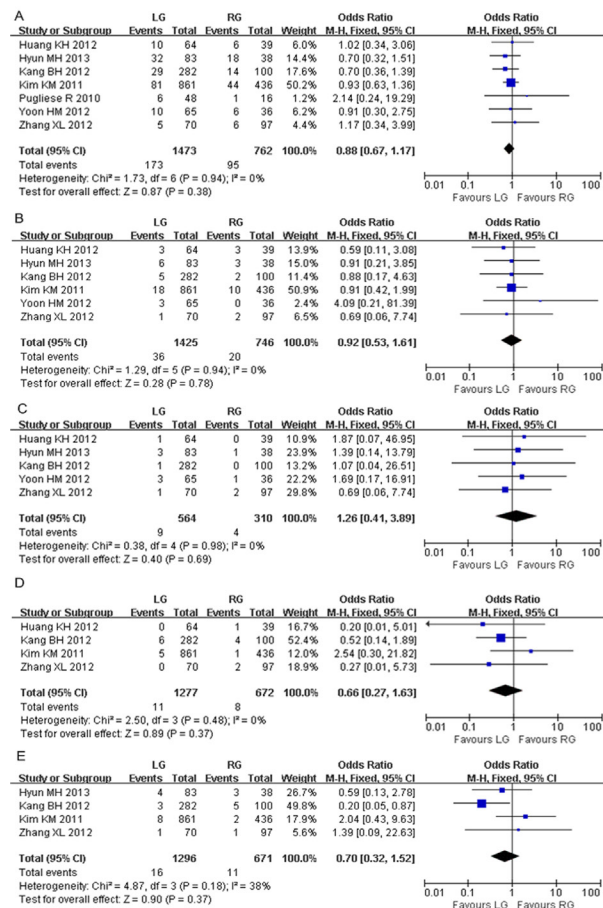 A
LG RG Odds Ratio Odds Ratio
Study or Subgroup Events Total Events Total Weight M-H, Fixed, 95% CI M-H, Fixed, 95% CI
Huang KH 2012 10 64 6 39 6.0% 1.02 [0.34, 3.06]
Hyun MH 2013 32 83 18 38 14.4% 0.70 [0.32, 1.51]
Kang BH 2012 29 282 14 100 18.2% 0.70 [0.36, 1.39]
Kim KM 2011 81 861 44 436 50.2% 0.93 [0.63, 1.36]
Pugliese R 2010 6 48 1 16 1.3% 2.14 [0.24, 19.29]
Yoon HM 2012 10 65 6 36 5.6% 0.91 [0.30, 2.75]
Zhang XL 2012 5 70 6 97 4.4% 1.17 [0.34, 3.99]
Total (95% CI) 1473 762 100.0% 0.88 [0.67, 1.17]
Total events 173 95
Heterogeneity: Chi² = 1.73, df = 6 (P = 0.94); I² = 0%
Test for overall effect: Z = 0.87 (P = 0.38)
0.01 0.1 1 10 100
Favours LG Favours RG
B
LG RG Odds Ratio Odds Ratio
Study or Subgroup Events Total Events Total Weight M-H, Fixed, 95% CI M-H, Fixed, 95% CI
Huang KH 2012 3 64 3 39 13.9% 0.59 [0.11, 3.08]
Hyun MH 2013 6 83 3 38 15.0% 0.91 [0.21, 3.85]
Kang BH 2012 5 282 2 100 11.4% 0.88 [0.17, 4.63]
Kim KM 2011 18 861 10 436 50.9% 0.91 [0.42, 1.99]
Yoon HM 2012 3 65 0 36 2.4% 4.09 [0.21, 81.39]
Zhang XL 2012 1 70 2 97 6.4% 0.69 [0.06, 7.74]
Total (95% CI) 1425 746 100.0% 0.92 [0.53, 1.61]
Total events 36 20
Heterogeneity: Chi² = 1.29, df = 5 (P = 0.94); I² = 0%
Test for overall effect: Z = 0.28 (P = 0.78)
0.01 0.1 1 10 100
Favours LG Favours RG
C
LG RG Odds Ratio Odds Ratio
Study or Subgroup Events Total Events Total Weight M-H, Fixed, 95% CI M-H, Fixed, 95% CI
Huang KH 2012 1 64 0 39 10.9% 1.87 [0.07, 46.95]
Hyun MH 2013 3 83 1 38 23.9% 1.39 [0.14, 13.79]
Kang BH 2012 1 282 0 100 13.2% 1.07 [0.04, 26.51]
Yoon HM 2012 3 65 1 36 22.2% 1.69 [0.17, 16.91]
Zhang XL 2012 1 70 2 97 29.8% 0.69 [0.06, 7.74]
Total (95% CI) 564 310 100.0% 1.26 [0.41, 3.89]
Total events 9 4
Heterogeneity: Chi² = 0.38, df = 4 (P = 0.98); I² = 0%
Test for overall effect: Z = 0.40 (P = 0.69)
0.01 0.1 1 10 100
Favours LG Favours RG
D
LG RG Odds Ratio Odds Ratio
Study or Subgroup Events Total Events Total Weight M-H, Fixed, 95% CI M-H, Fixed, 95% CI
Huang KH 2012 0 64 1 39 16.7% 0.20 [0.01, 5.01]
Kang BH 2012 6 282 4 100 52.4% 0.52 [0.14, 1.89]
Kim KM 2011 5 861 1 436 12.0% 2.54 [0.30, 21.82]
Zhang XL 2012 0 70 2 97 18.9% 0.27 [0.01, 5.73]
Total (95% CI) 1277 672 100.0% 0.66 [0.27, 1.63]
Total events 11 8
Heterogeneity: Chi² = 2.50, df = 3 (P = 0.48); I² = 0%
Test for overall effect: Z = 0.89 (P = 0.37)
0.01 0.1 1 10 100
Favours LG Favours RG
E
LG RG Odds Ratio Odds Ratio
Study or Subgroup Events Total Events Total Weight M-H, Fixed, 95% CI M-H, Fixed, 95% CI
Hyun MH 2013 4 83 3 38 26.7% 0.59 [0.13, 2.78]
Kang BH 2012 3 282 5 100 49.8% 0.20 [0.05, 0.87]
Kim KM 2011 8 861 2 436 17.9% 2.04 [0.43, 9.63]
Zhang XL 2012 1 70 1 97 5.6% 1.39 [0.09, 22.63]
Total (95% CI) 1296 671 100.0% 0.70 [0.32, 1.52]
Total events 16 11
Heterogeneity: Chi² = 4.87, df = 3 (P = 0.18); I² = 38%
Test for overall effect: Z = 0.90 (P = 0.37)
0.01 0.1 1 10 100
Favours LG Favours RG